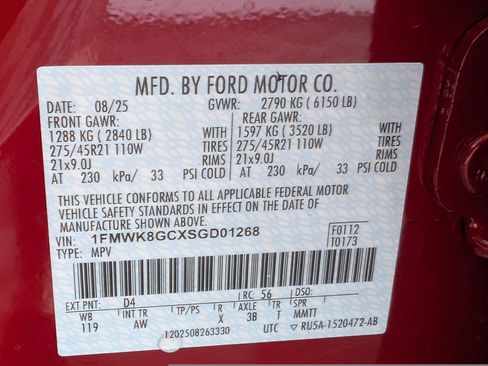 MFD. BY FORD MOTOR CO.
DATE: 08/25 GVWR: 2790 KG ( 6150 LB)
FRONT GAWR: REAR GAWR:
1288 KG ( 2840 LB) WITH 1597 KG ( 3520 LB) WITH
275/45R21 110W TIRES 275/45R21 110W TIRES
21x9.0J RIMS 21x9.0J RIMS
AT 230 kPa/ 33 PSI COLD AT 230 kPa/ 33 PSI COLD
THIS VEHICLE CONFORMS TO ALL APPLICABLE FEDERAL MOTOR
VEHICLE SAFETY STANDARDS IN EFFECT ON THE DATE OF
MANUFACTURE SHOWN ABOVE.
VIN: 1FMWK8GCXSGD01268 F0112
TYPE: MPV T0173
EXT PNT: D4 RC: 56 DSO:
WB INT TR TP/PS R AXLE TR SPR
119 AW X 3B T MMTT
1202508263330 UTC RU5A-1520472-AB